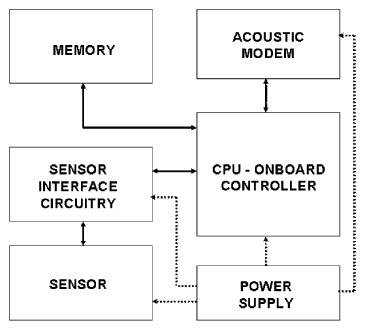 MEMORY
ACOUSTIC
MODEM
SENSOR
INTERFACE
CIRCUITRY
CPU - ONBOARD
CONTROLLER
SENSOR
POWER
SUPPLY